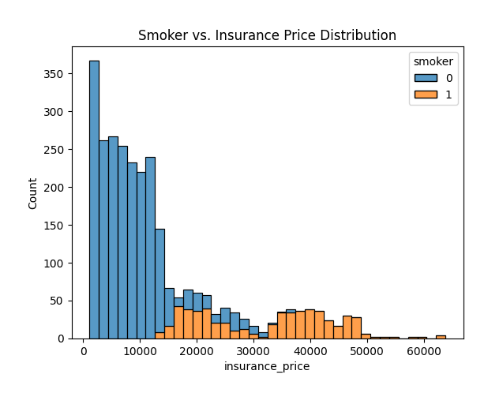 Smoker vs. Insurance Price Distribution
smoker
0
1
350
300
250
200
150
100
50
0
Count
0 10000 20000 30000 40000 50000 60000
insurance_price